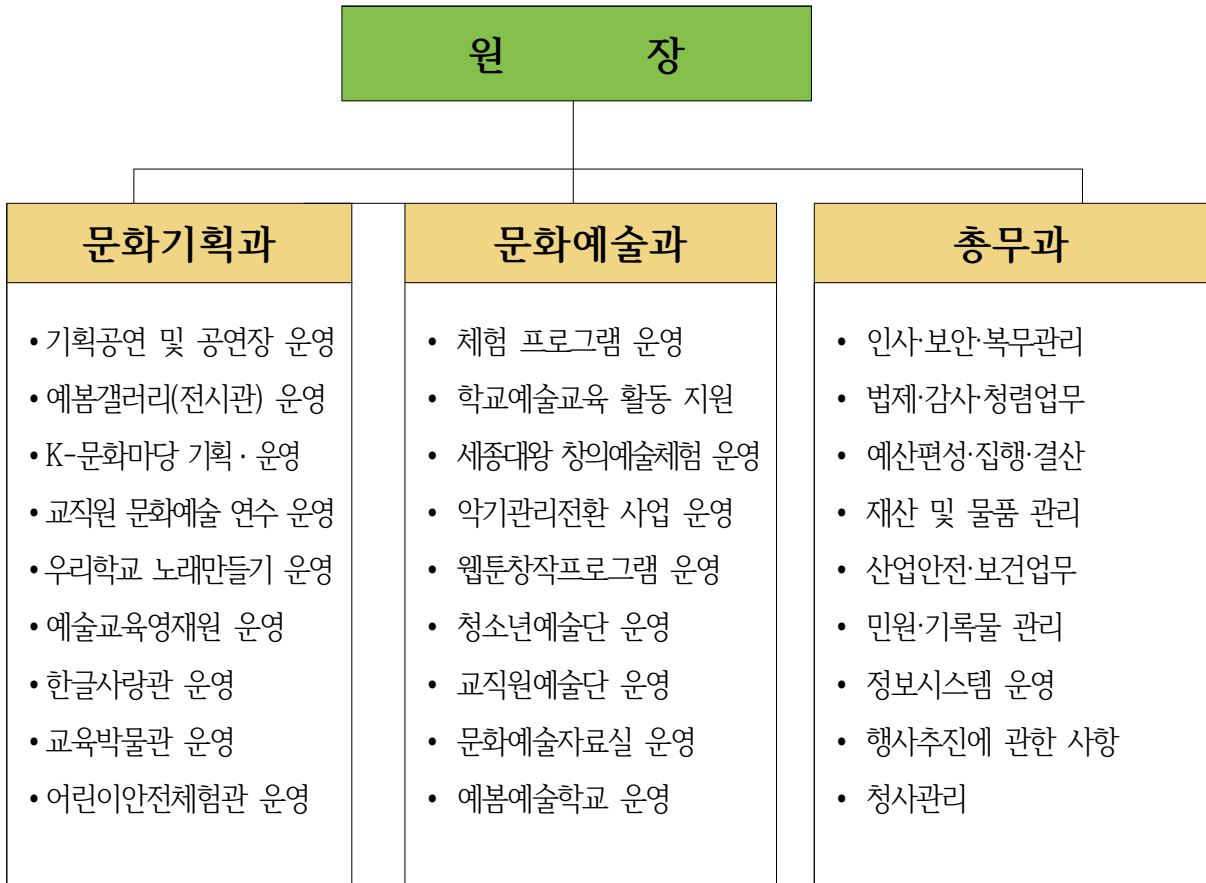 원 장
문화기획과
• 기획공연 및 공연장 운영
• 예봄갤러리(전시관) 운영
• K-문화마당 기획 · 운영
• 교직원 문화예술 연수 운영
• 우리학교 노래만들기 운영
• 예술교육영재원 운영
• 한글사랑관 운영
• 교육박물관 운영
• 어린이안전체험관 운영
문화예술과
• 체험 프로그램 운영
• 학교예술교육 활동 지원
• 세종대왕 창의예술체험 운영
• 악기관리전환 사업 운영
• 웹툰창작프로그램 운영
• 청소년예술단 운영
• 교직원예술단 운영
• 문화예술자료실 운영
• 예봄예술학교 운영
총무과
• 인사·보안·복무관리
• 법제·감사·청렴업무
• 예산편성·집행·결산
• 재산 및 물품 관리
• 산업안전·보건업무
• 민원·기록물 관리
• 정보시스템 운영
• 행사추진에 관한 사항
• 청사관리